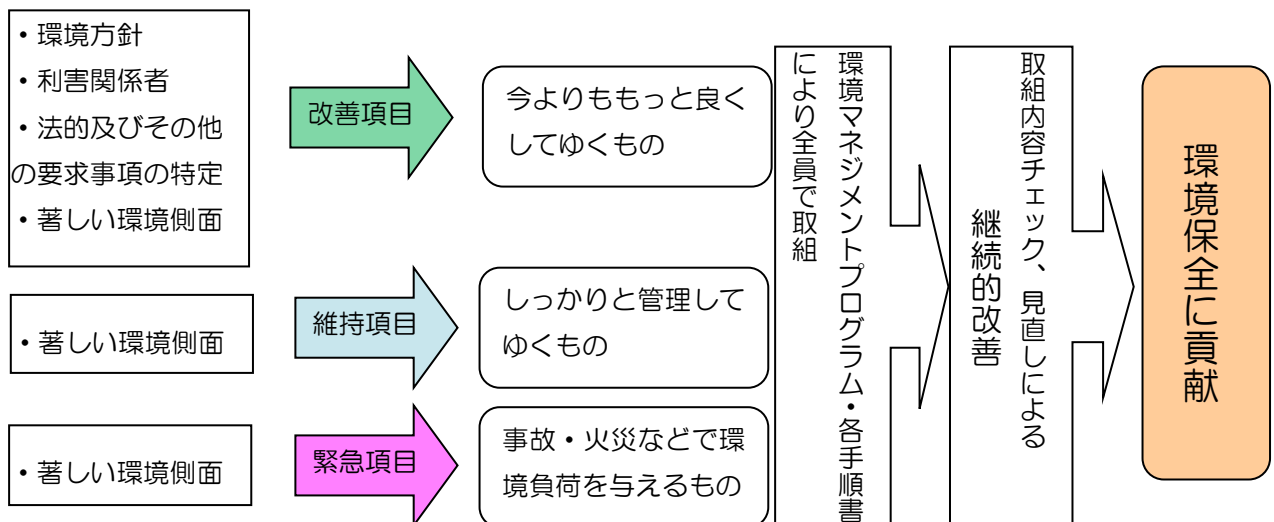 ・環境方針
・利害関係者
・法的及びその他
の要求事項の特定
・著しい環境側面
改善項目
今よりももっと良く
してゆくもの
・著しい環境側面
維持項目
しっかりと管理して
ゆくもの
・著しい環境側面
緊急項目
事故・火災などで環
境負荷を与えるもの
環境マネジメントプログラム・各手順書
により全員で取組
取組内容チェック、見直しによる
継続的改善
環境保全に貢献